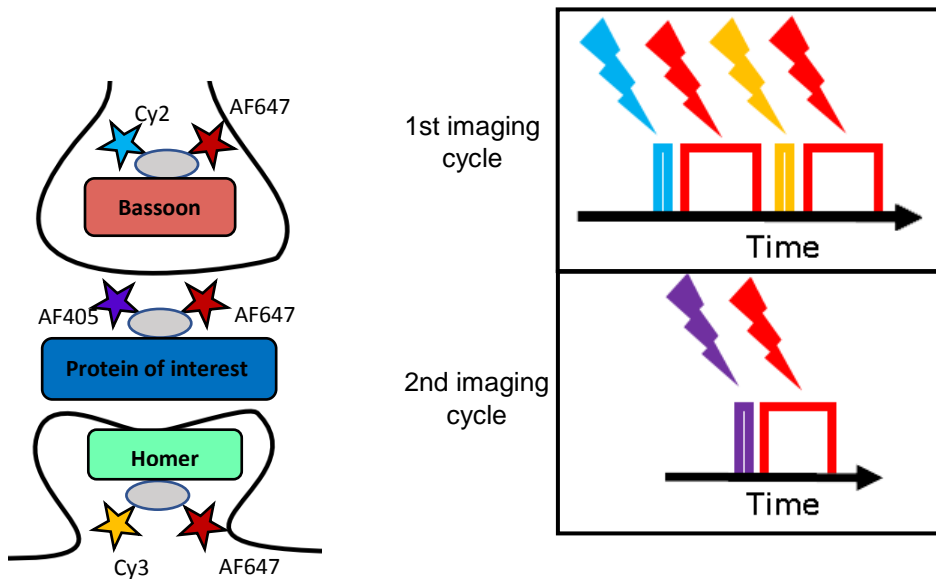 Cy2
AF647
Bassoon
AF405
AF647
Protein of interest
Homer
Cy3
AF647
1st imaging
cycle
Time
2nd imaging
cycle
Time